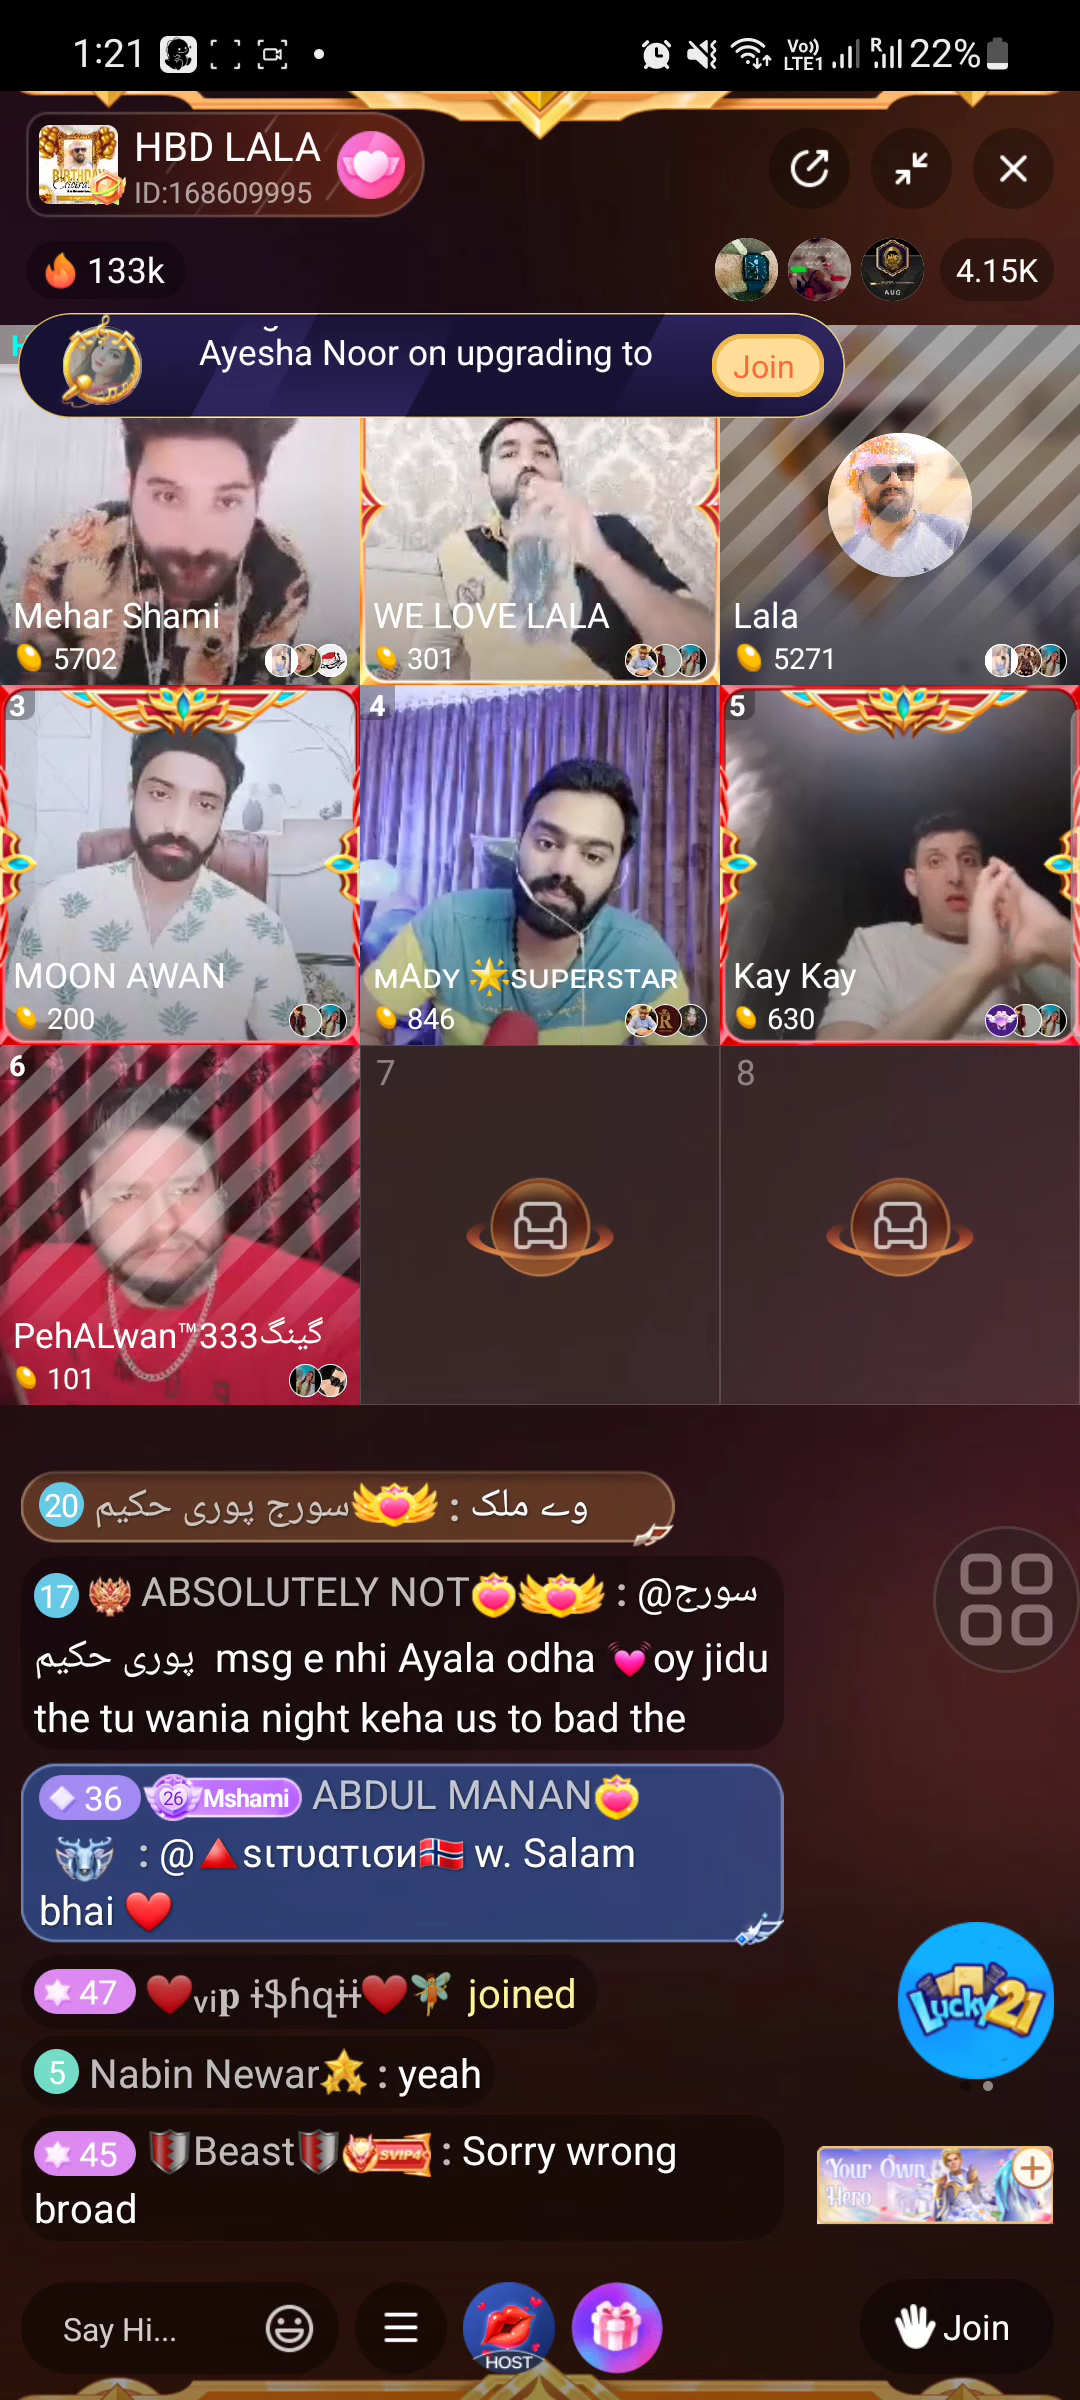 1:21
Vo))
LTE1
R
22%
HBD LALA
ID:168609995
133k
AUG
4.15K
Ayesha Noor on upgrading to
Join
Mehar Shami
5702
WE LOVE LALA
301
Lala
5271
3
MOON AWAN
200
4
mADY 🌟SUPERSTAR
846
5
Kay Kay
630
6
PehALwan™333گینگ
101
7
8
20 سورج پوری حکیم : وے ملک
17 ABSOLUTELY NOT : @سورج
پوری حکیم msg e nhi Ayala odha 💓oy jidu
the tu wania night keha us to bad the
36 26 Mshami ABDUL MANAN
: @🔺ѕιтυατισи🇳🇴 w. Salam
bhai ❤️
47 ❤️ᵥᵢ𝐩 ɨ$ɦqɨɨ❤️🧚 joined
5 Nabin Newar : yeah
45 Beast SVIP4 : Sorry wrong
broad
Lucky21
Your Own
Hero
Say Hi...
HOST
Join